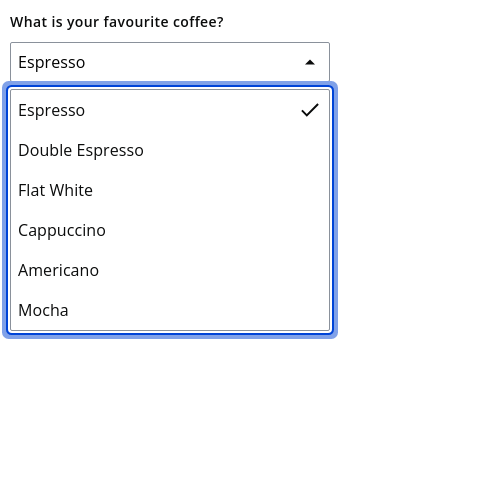 What is your favourite coffee?
Espresso
Espresso
Double Espresso
Flat White
Cappuccino
Americano
Mocha